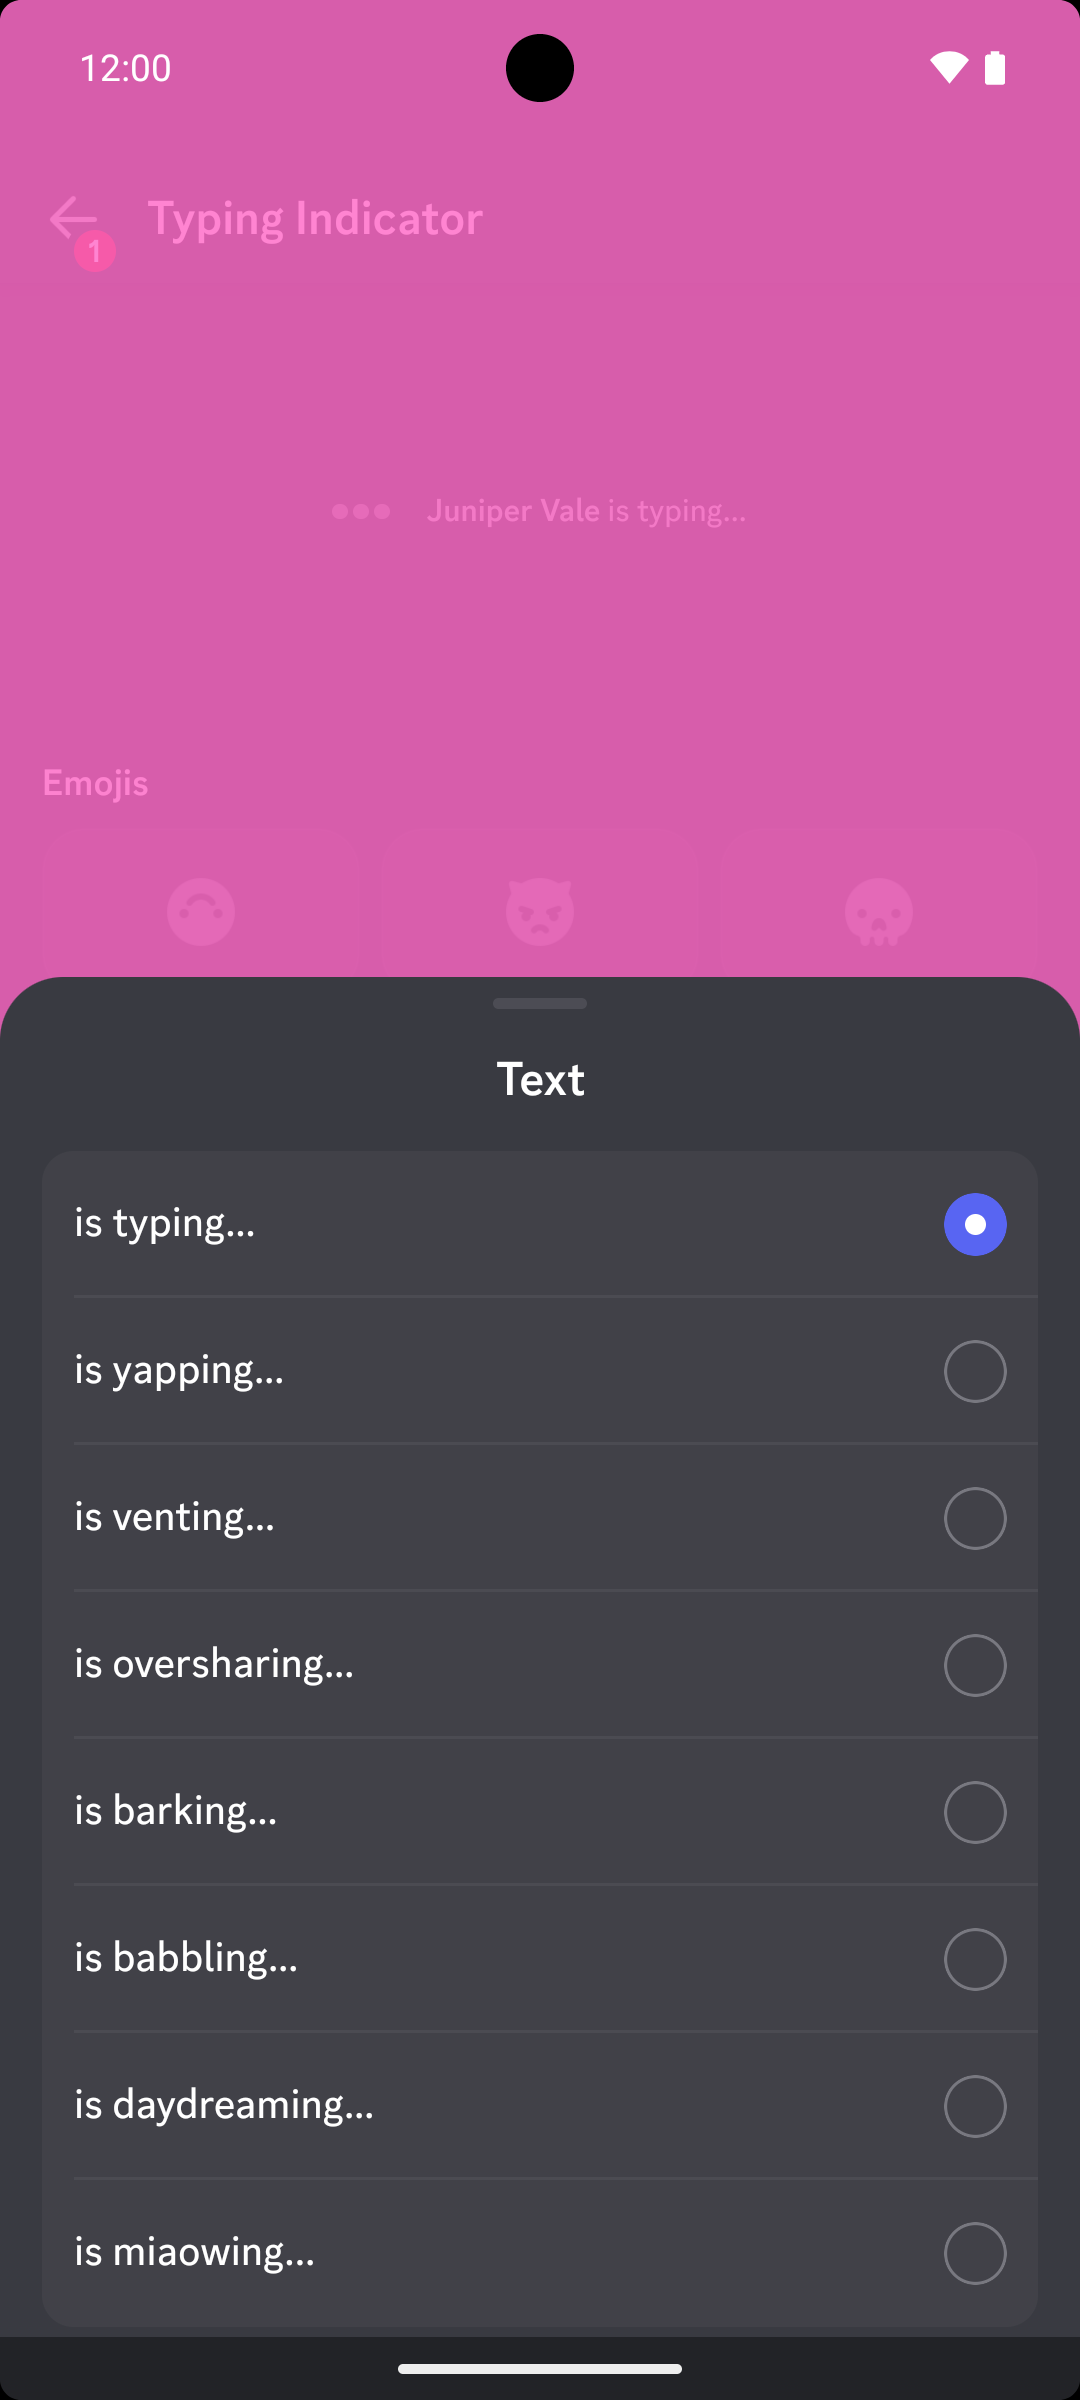 12:00
Typing Indicator
1
Juniper Vale is typing...
Emojis
Text
is typing...
is yapping...
is venting...
is oversharing...
is barking...
is babbling...
is daydreaming...
is miaowing...